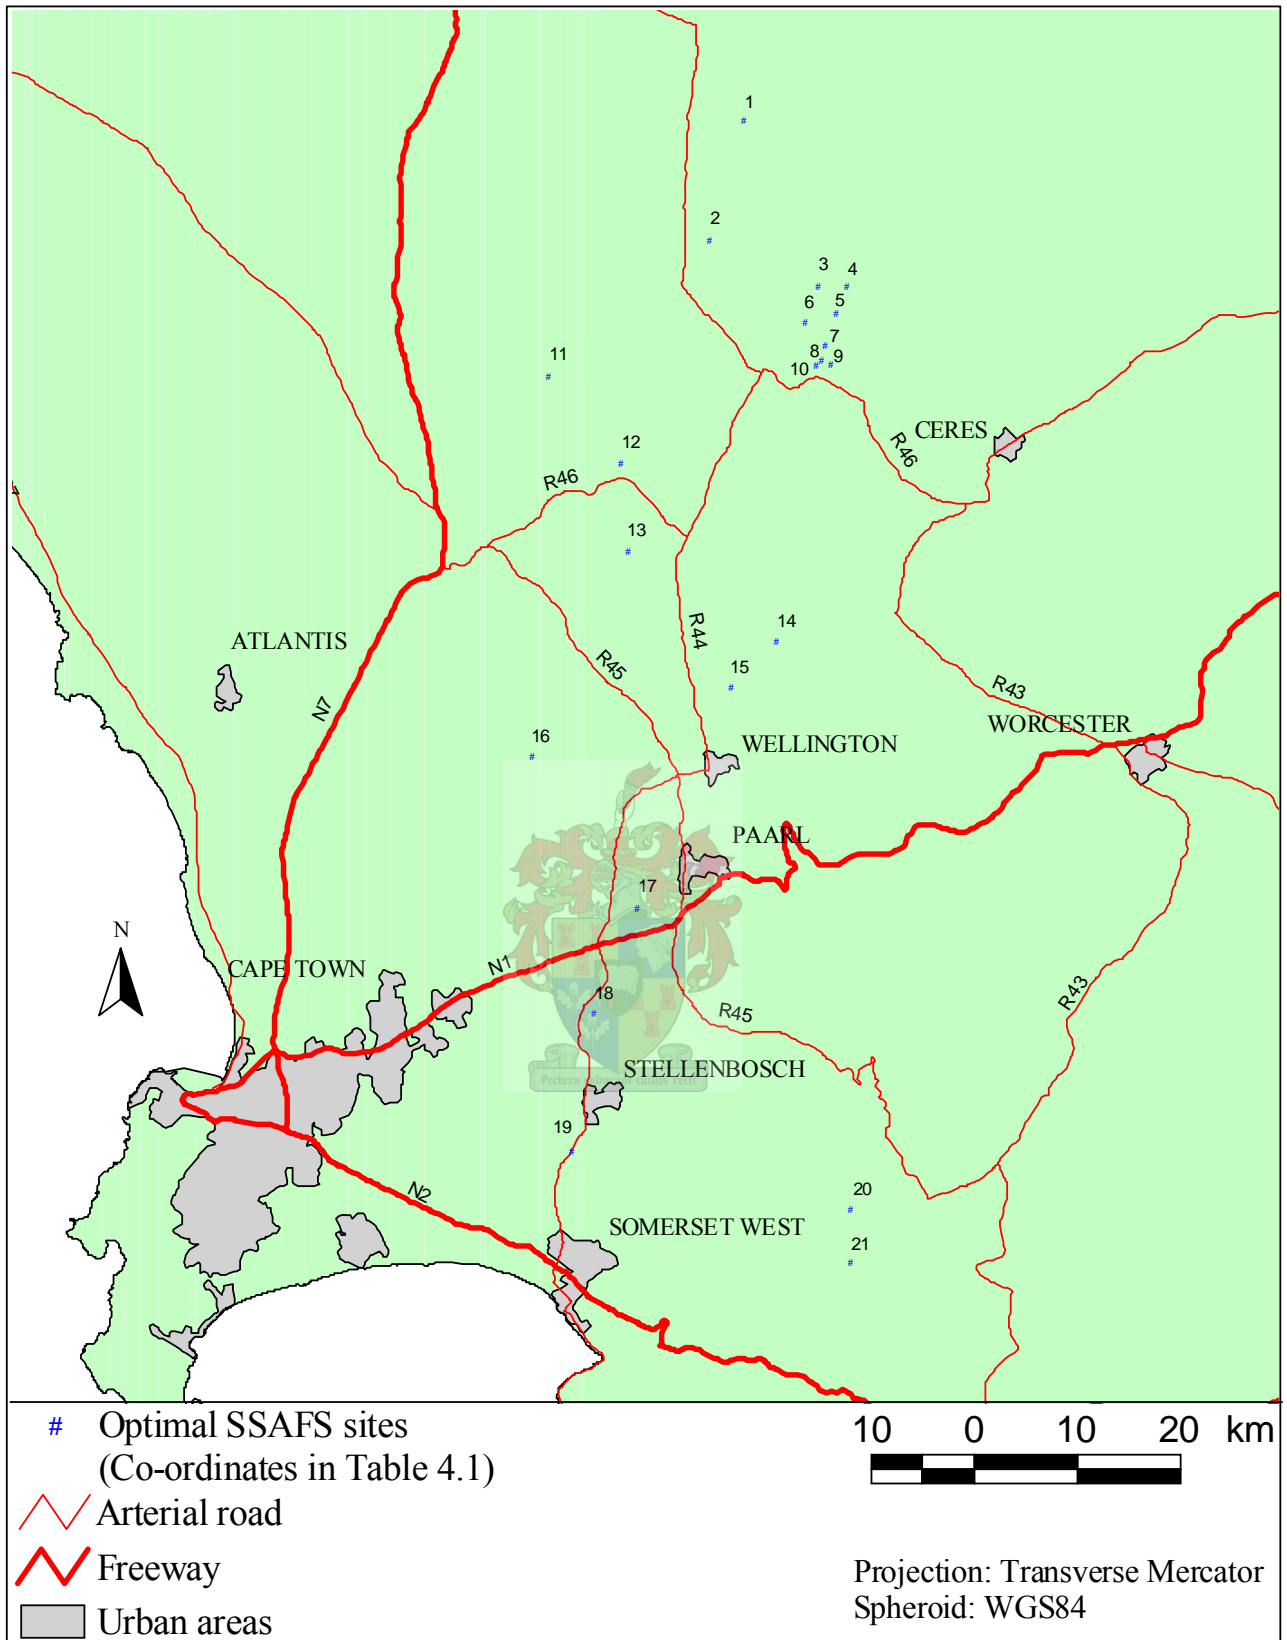 1
2
3
4
6
5
7
8
9
10
11
CERES
R46
12
R46
13
ATLANTIS
R44
14
R45
15
R43
N7
WORCESTER
16
WELLINGTON
PAARL
17
N
CAPE TOWN
N1
18
R43
R45
STELLENBOSCH
19
N2
20
SOMERSET WEST
21
# Optimal SSAFS sites
(Co-ordinates in Table 4.1)
Arterial road
Freeway
Urban areas
10 0 10 20 km
Projection: Transverse Mercator
Spheroid: WGS84